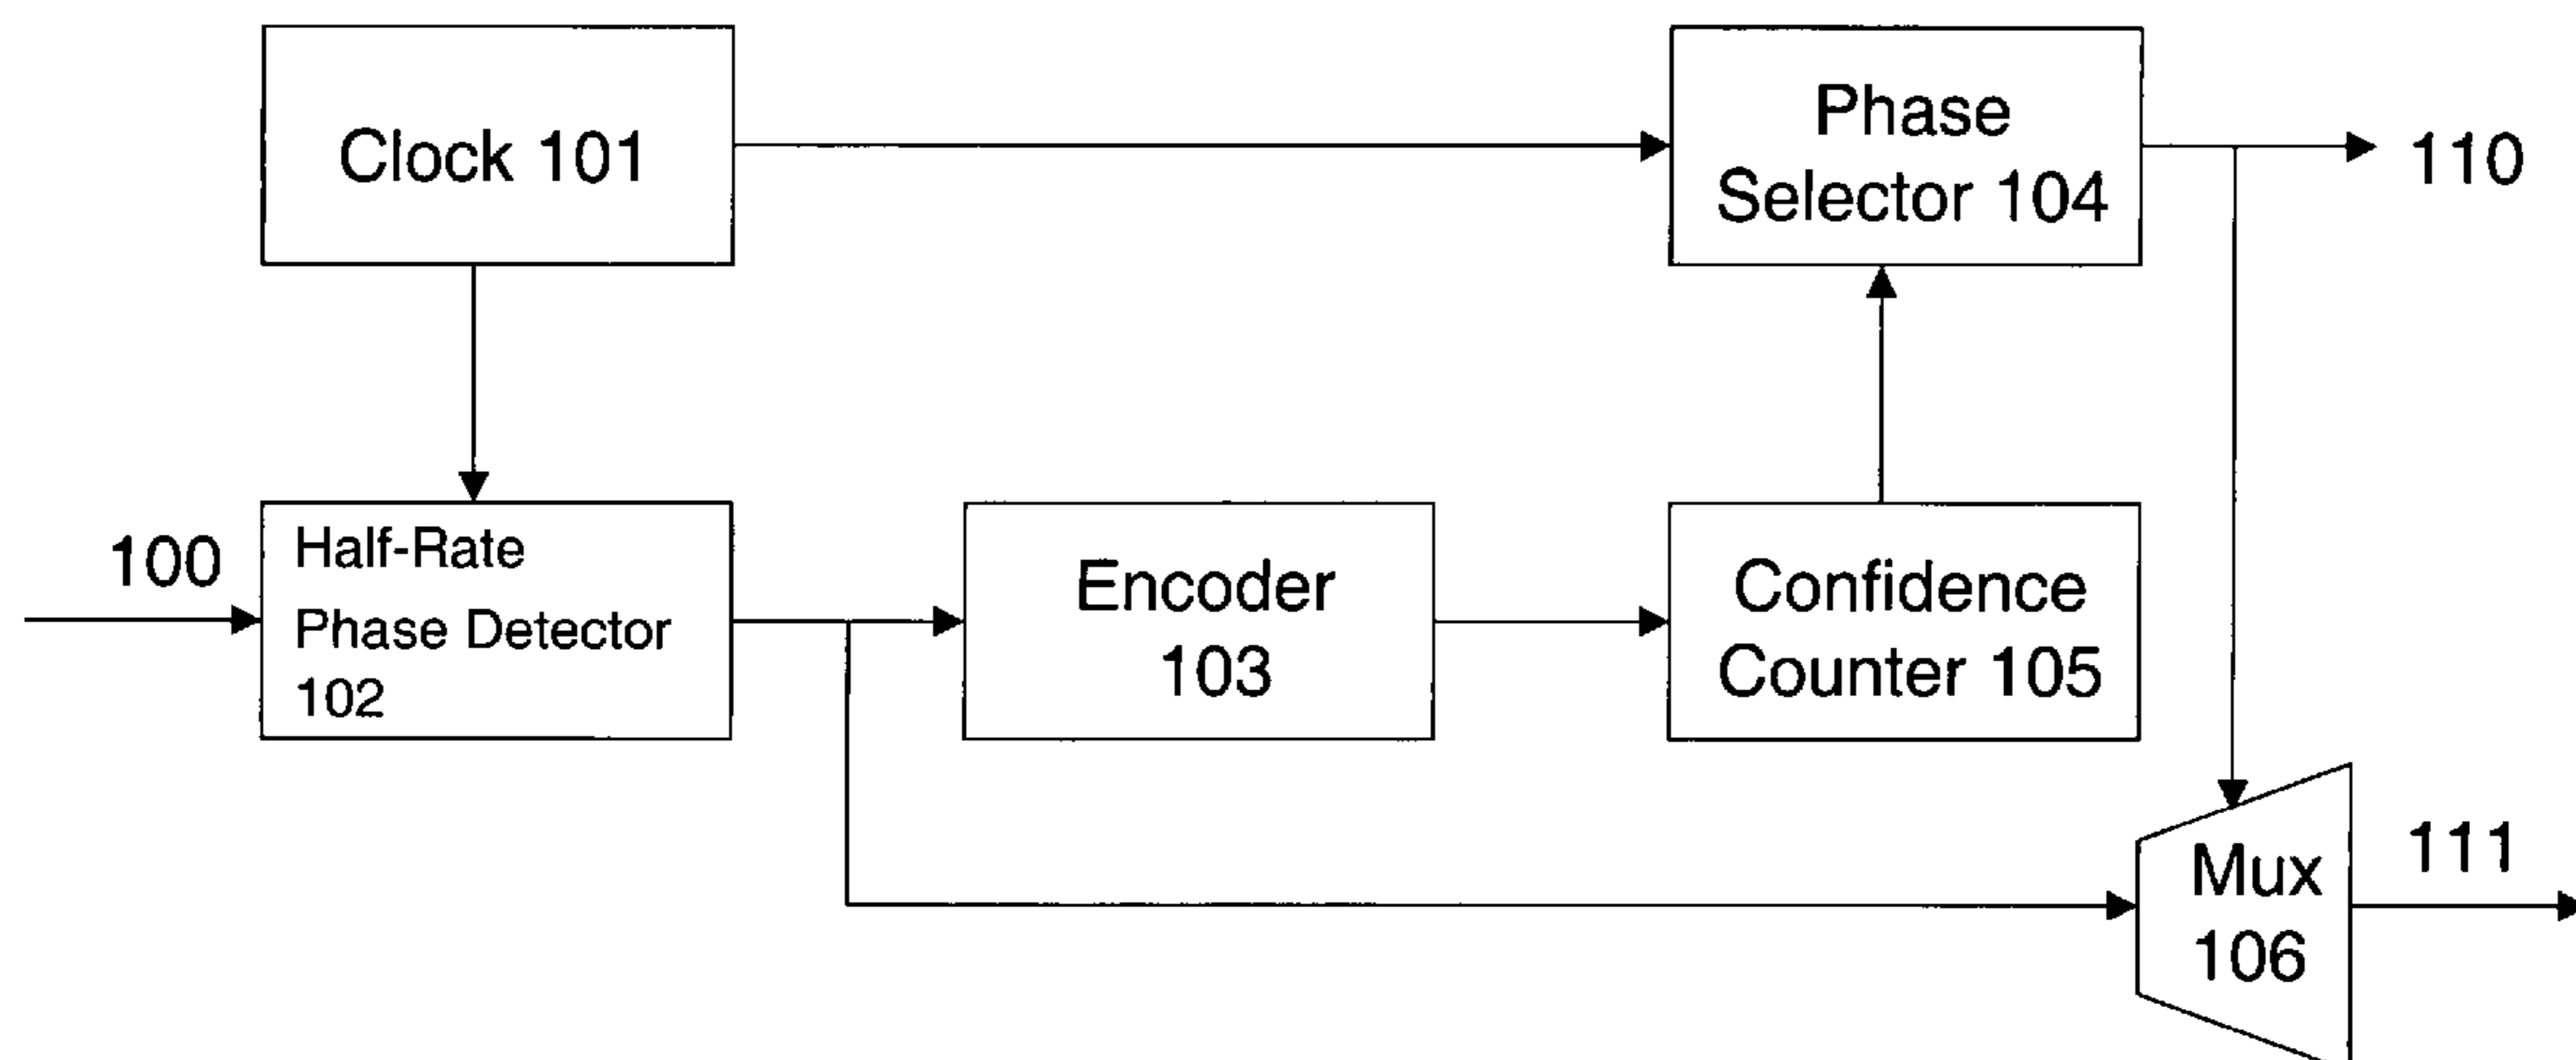 Clock 101
Phase
Selector 104
110
100
Half-Rate
Phase Detector
102
Encoder
103
Confidence
Counter 105
Mux
106
111